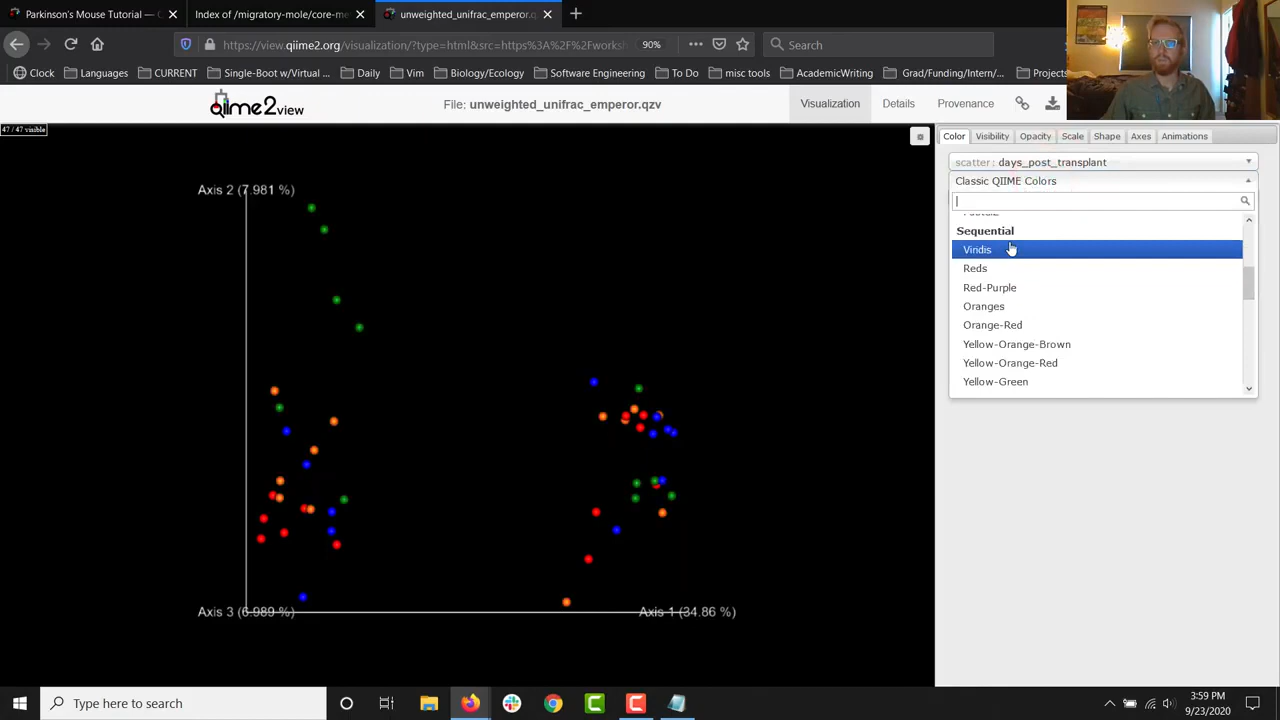 Parkinson's Mouse Tutorial — Q
Index of /migratory-mole/core-me
unweighted_unifrac_emperor.qz
https://view.qiime2.org/visualization/?type=html&src=https%3A%2F%2Fworksh
90%
Search
Clock
Languages
CURRENT
Single-Boot w/Virtual ...
Daily
Vim
Biology/Ecology
Software Engineering
To Do
misc tools
AcademicWriting
Grad/Funding/Intern/...
Projects
qiime2view
File: unweighted_unifrac_emperor.qzv
Visualization
Details
Provenance
47 / 47 visible
Color
Visibility
Opacity
Scale
Shape
Axes
Animations
scatter: days_post_transplant
Classic QIIME Colors
Sequential
Viridis
Reds
Red-Purple
Oranges
Orange-Red
Yellow-Orange-Brown
Yellow-Orange-Red
Yellow-Green
Axis 2 (7.981 %)
Axis 3 (6.989 %)
Axis 1 (34.86 %)
Type here to search
3:59 PM
9/23/2020